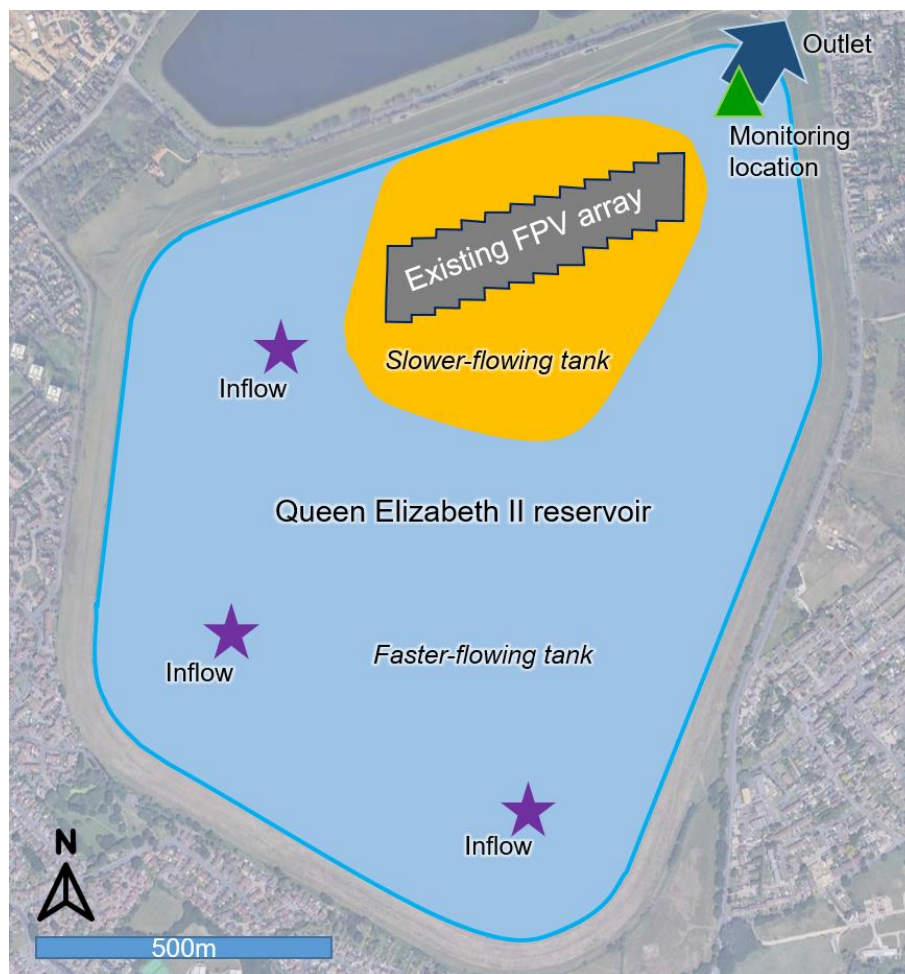 Outlet
Monitoring
location
Existing FPV array
Slower-flowing tank
Inflow
Queen Elizabeth II reservoir
Faster-flowing tank
Inflow
Inflow
N
500m